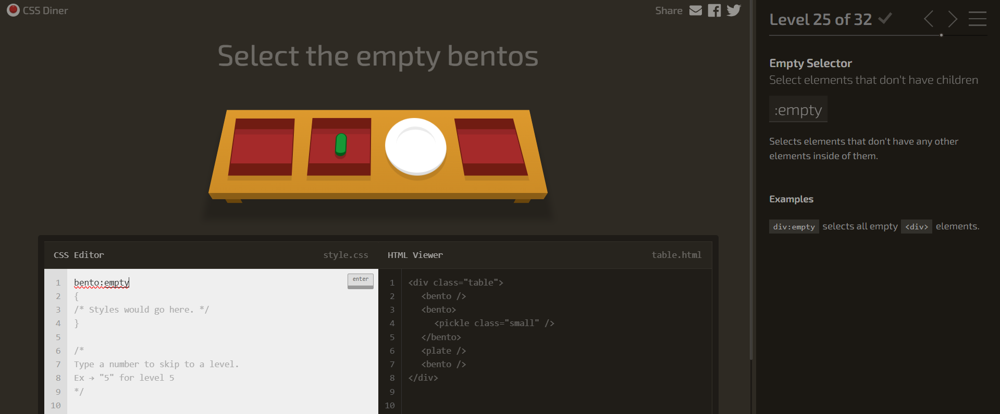 CSS Diner
Share
Select the empty bentos
CSS Editor style.css
enter
1 bento:empty
2 {
3 /* Styles would go here. */
4 }
5
6 /*
7 Type a number to skip to a level.
8 Ex → "5" for level 5
9 */
10
HTML Viewer table.html
1 <div class="table">
2 <bento />
3 <bento>
4 <pickle class="small" />
5 </bento>
6 <plate />
7 <bento />
8 </div>
9
10
Level 25 of 32
Empty Selector
Select elements that don't have children
:empty
Selects elements that don't have any other
elements inside of them.
Examples
div:empty selects all empty <div> elements.